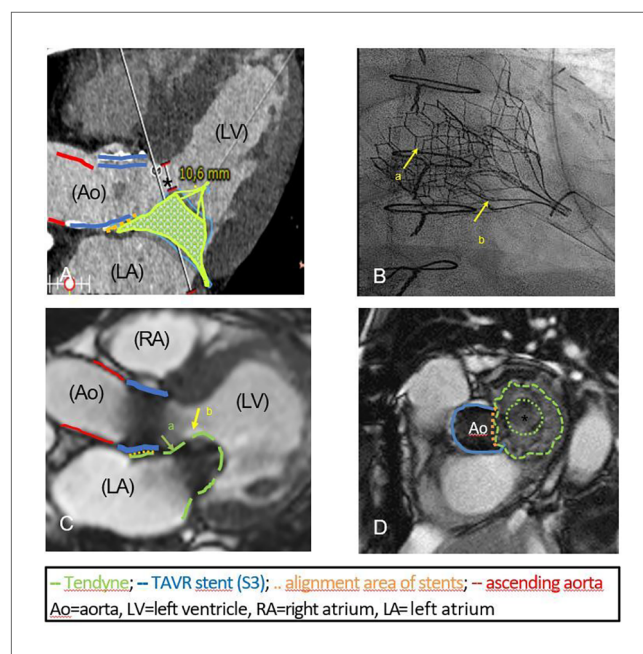 (LV)
10,6 mm
*
(Ao)
(LA)
A
a
b
B
(RA)
(Ao)
(LV)
b
a
(LA)
C
Ao
*
D
-- Tendyne; -- TAVR stent (S3); .. alignment area of stents; -- ascending aorta
Ao=aorta, LV=left ventricle, RA=right atrium, LA= left atrium